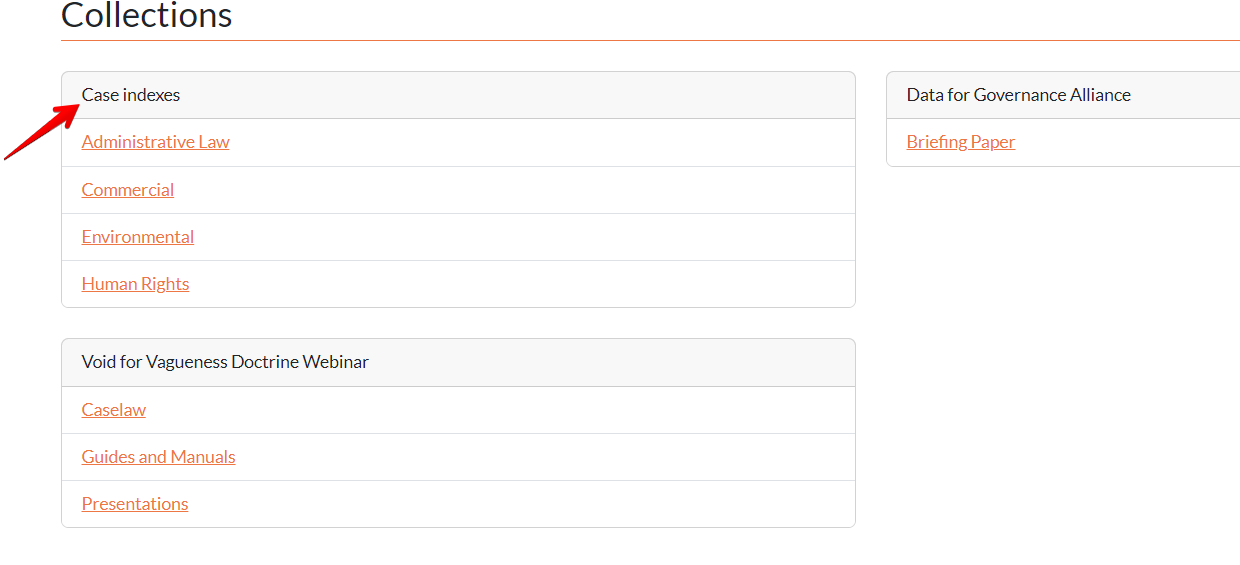 Collections
Case indexes
Administrative Law
Commercial
Environmental
Human Rights
Void for Vagueness Doctrine Webinar
Caselaw
Guides and Manuals
Presentations
Data for Governance Alliance
Briefing Paper